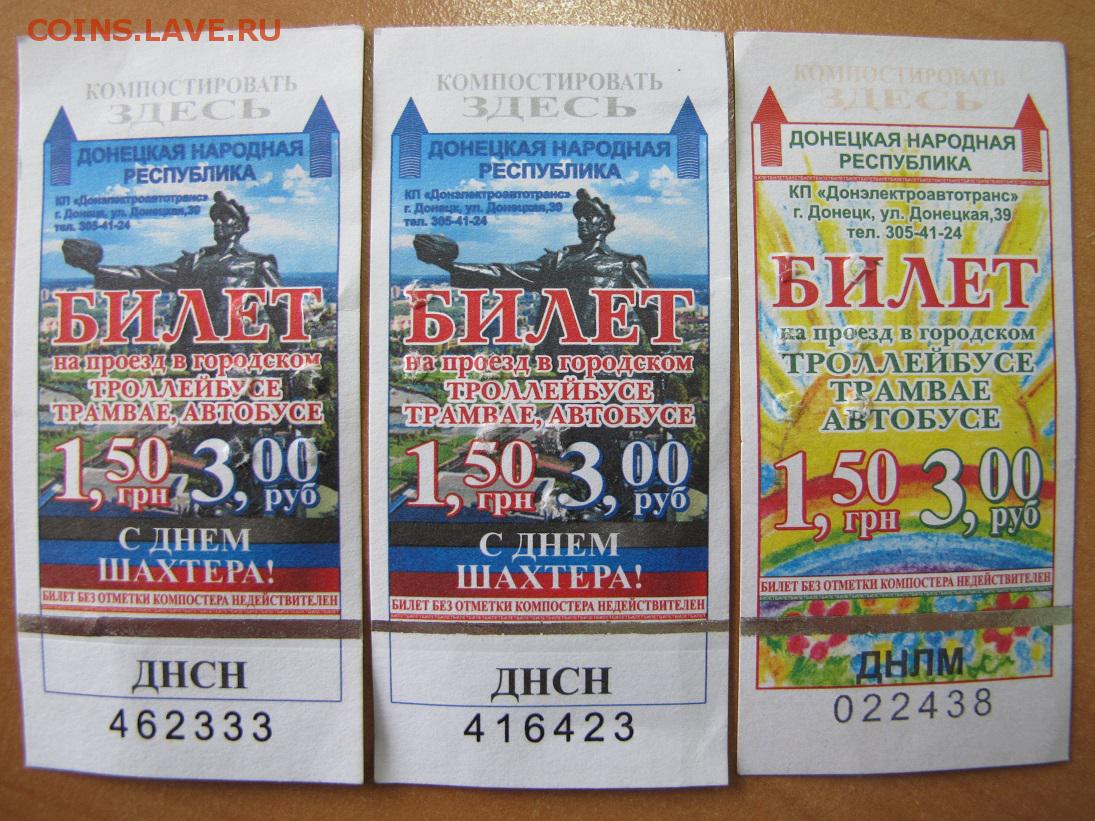 COINS.LAVE.RU
КОМПОСТИРОВАТЬ
ЗДЕСЬ
ДОНЕЦКАЯ НАРОДНАЯ
РЕСПУБЛИКА
КП «Донэлектроавтотранс»
г. Донецк, ул. Донецкая,39
тел. 305-41-24
БИЛЕТ
на проезд в городском
ТРОЛЛЕЙБУСЕ
ТРАМВАЕ, АВТОБУСЕ
1,50 грн 3,00 руб
С ДНЕМ
ШАХТЕРА!
БИЛЕТ БЕЗ ОТМЕТКИ КОМПОСТЕРА НЕДЕЙСТВИТЕЛЕН
ДНСН
462333
КОМПОСТИРОВАТЬ
ЗДЕСЬ
ДОНЕЦКАЯ НАРОДНАЯ
РЕСПУБЛИКА
КП «Донэлектроавтотранс»
г. Донецк, ул. Донецкая,39
тел. 305-41-24
БИЛЕТ
на проезд в городском
ТРОЛЛЕЙБУСЕ
ТРАМВАЕ, АВТОБУСЕ
1,50 грн 3,00 руб
С ДНЕМ
ШАХТЕРА!
БИЛЕТ БЕЗ ОТМЕТКИ КОМПОСТЕРА НЕДЕЙСТВИТЕЛЕН
ДНСН
416423
КОМПОСТИРОВАТЬ
ЗДЕСЬ
ДОНЕЦКАЯ НАРОДНАЯ
РЕСПУБЛИКА
КП «Донэлектроавтотранс»
г. Донецк, ул. Донецкая,39
тел. 305-41-24
БИЛЕТ
на проезд в городском
ТРОЛЛЕЙБУСЕ
ТРАМВАЕ
АВТОБУСЕ
1,50 грн 3,00 руб
БИЛЕТ БЕЗ ОТМЕТКИ КОМПОСТЕРА НЕДЕЙСТВИТЕЛЕН
ДНЛМ
022438